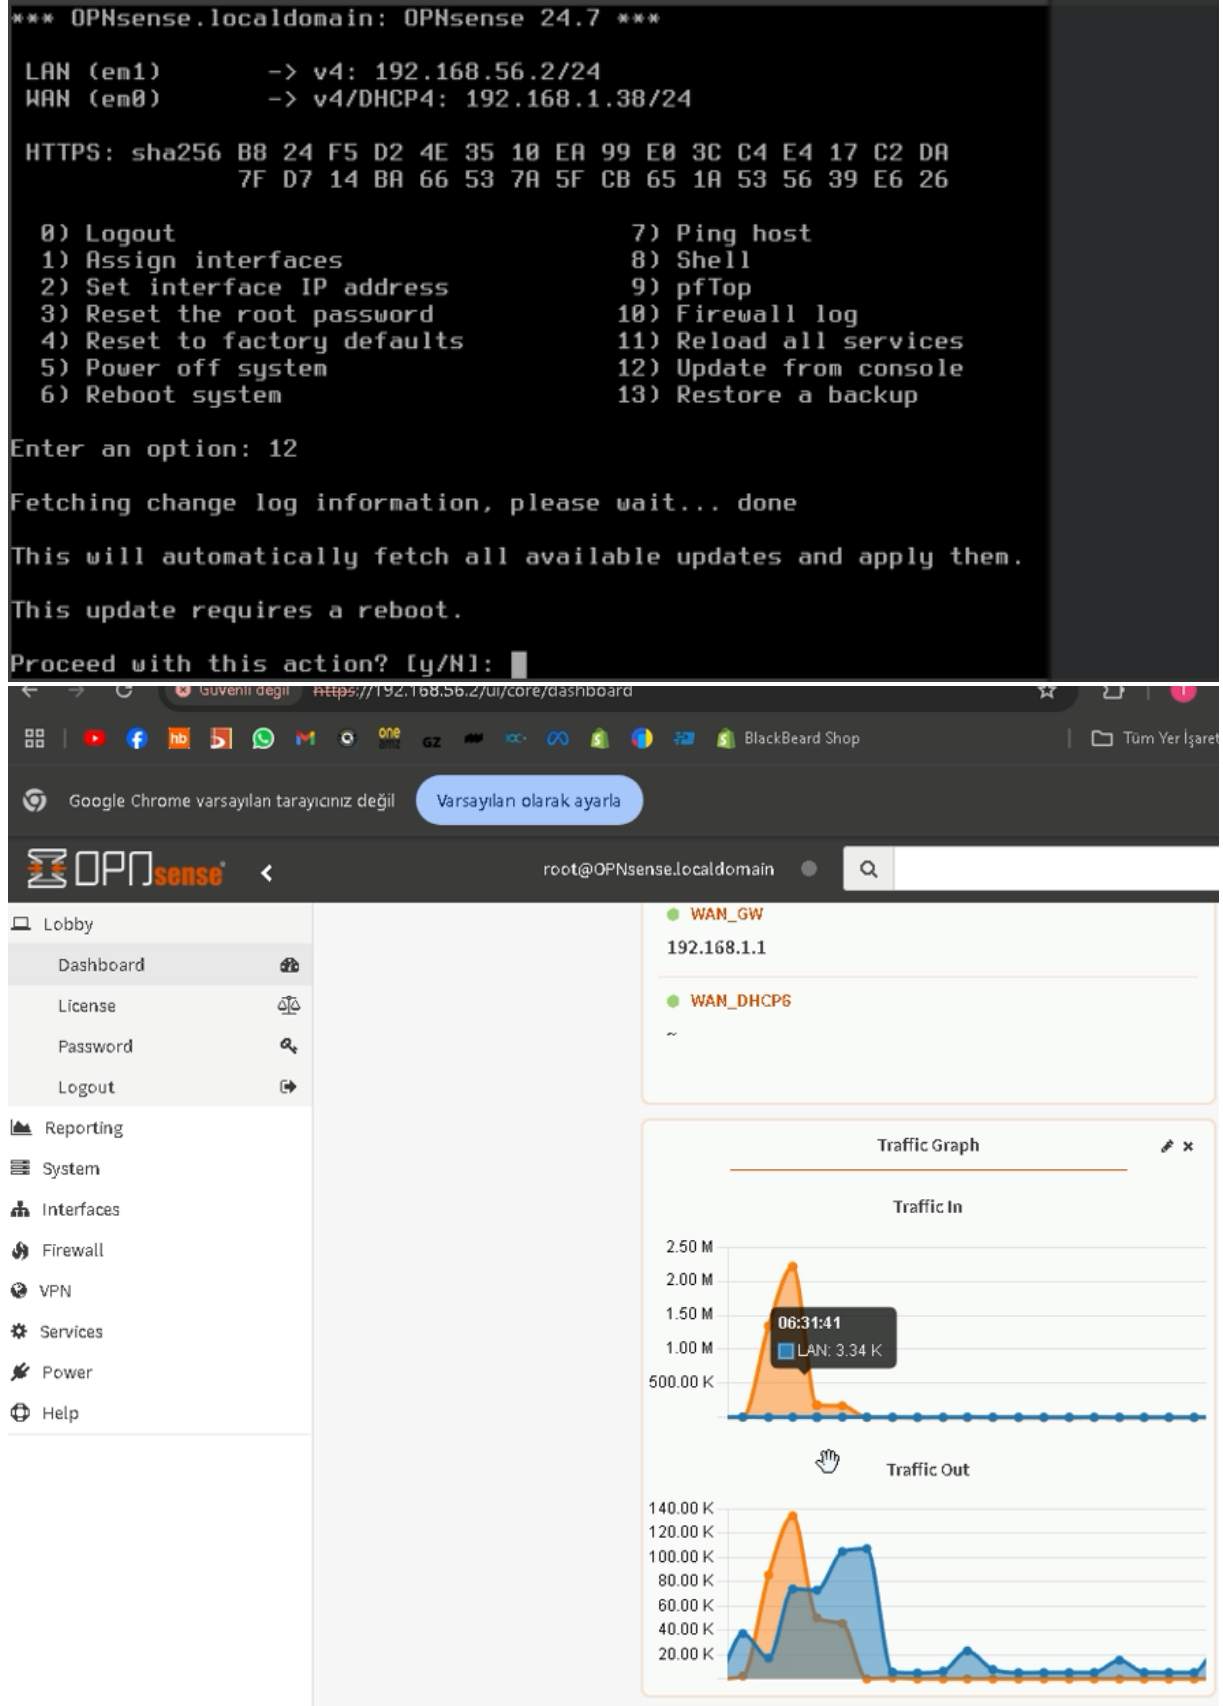 *** OPNsense.localdomain: OPNsense 24.7 ***
LAN (em1) -> v4: 192.168.56.2/24
WAN (em0) -> v4/DHCP4: 192.168.1.38/24
HTTPS: sha256 B8 24 F5 D2 4E 35 10 EA 99 E0 3C C4 E4 17 C2 DA
7F D7 14 BA 66 53 7A 5F CB 65 1A 53 56 39 E6 26
0) Logout 7) Ping host
1) Assign interfaces 8) Shell
2) Set interface IP address 9) pfTop
3) Reset the root password 10) Firewall log
4) Reset to factory defaults 11) Reload all services
5) Power off system 12) Update from console
6) Reboot system 13) Restore a backup
Enter an option: 12
Fetching change log information, please wait... done
This will automatically fetch all available updates and apply them.
This update requires a reboot.
Proceed with this action? [y/N]:
Güvenli değil https://192.168.56.2/ui/core/dashboard
hb one amz GZ BlackBeard Shop Tüm Yer İşaret
Google Chrome varsayılan tarayıcınız değil Varsayılan olarak ayarla
OPNsense root@OPNsense.localdomain
Lobby
Dashboard
License
Password
Logout
Reporting
System
Interfaces
Firewall
VPN
Services
Power
Help
WAN_GW
192.168.1.1
WAN_DHCP6
~
Traffic Graph
Traffic In
2.50 M
2.00 M
1.50 M
1.00 M
500.00 K
06:31:41
LAN: 3.34 K
Traffic Out
140.00 K
120.00 K
100.00 K
80.00 K
60.00 K
40.00 K
20.00 K